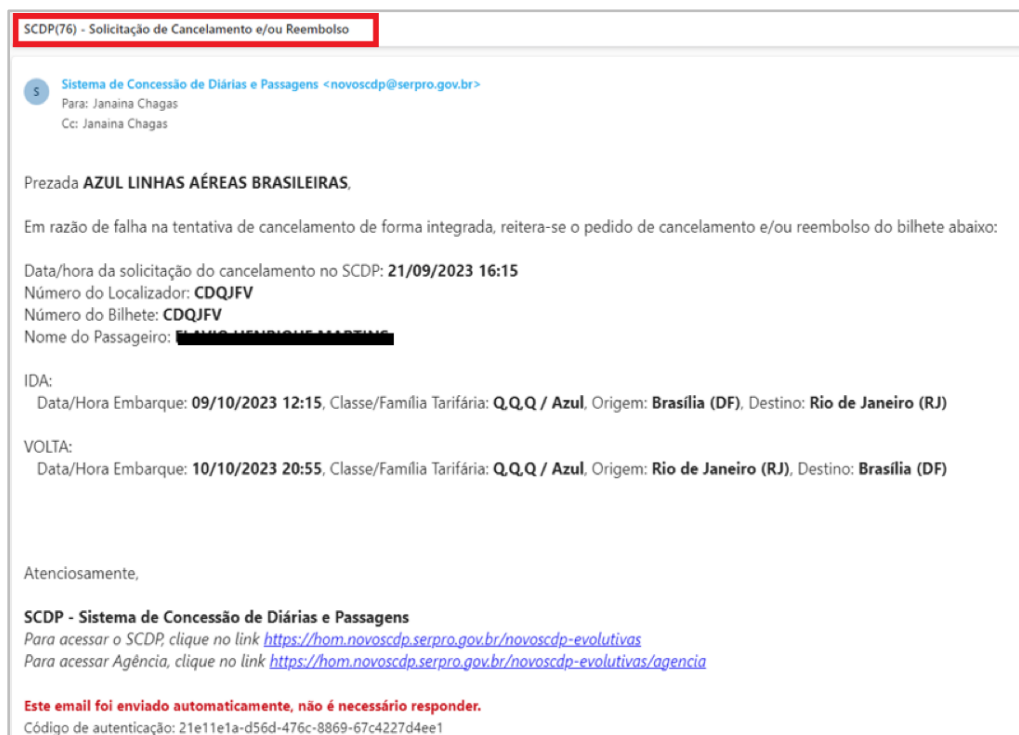 SCDP(76) - Solicitação de Cancelamento e/ou Reembolso
S
Sistema de Concessão de Diárias e Passagens <novoscdp@serpro.gov.br>
Para: Janaina Chagas
Cc: Janaina Chagas
Prezada AZUL LINHAS AÉREAS BRASILEIRAS,
Em razão de falha na tentativa de cancelamento de forma integrada, reitera-se o pedido de cancelamento e/ou reembolso do bilhete abaixo:
Data/hora da solicitação do cancelamento no SCDP: 21/09/2023 16:15
Número do Localizador: CDQJFV
Número do Bilhete: CDQJFV
Nome do Passageiro:
IDA:
Data/Hora Embarque: 09/10/2023 12:15, Classe/Família Tarifária: Q,Q,Q / Azul, Origem: Brasília (DF), Destino: Rio de Janeiro (RJ)
VOLTA:
Data/Hora Embarque: 10/10/2023 20:55, Classe/Família Tarifária: Q,Q,Q / Azul, Origem: Rio de Janeiro (RJ), Destino: Brasília (DF)
Atenciosamente,
SCDP - Sistema de Concessão de Diárias e Passagens
Para acessar o SCDP, clique no link https://hom.novoscdp.serpro.gov.br/novoscdp-evolutivas
Para acessar Agência, clique no link https://hom.novoscdp.serpro.gov.br/novoscdp-evolutivas/agencia
Este email foi enviado automaticamente, não é necessário responder.
Código de autenticação: 21e11e1a-d56d-476c-8869-67c4227d4ee1